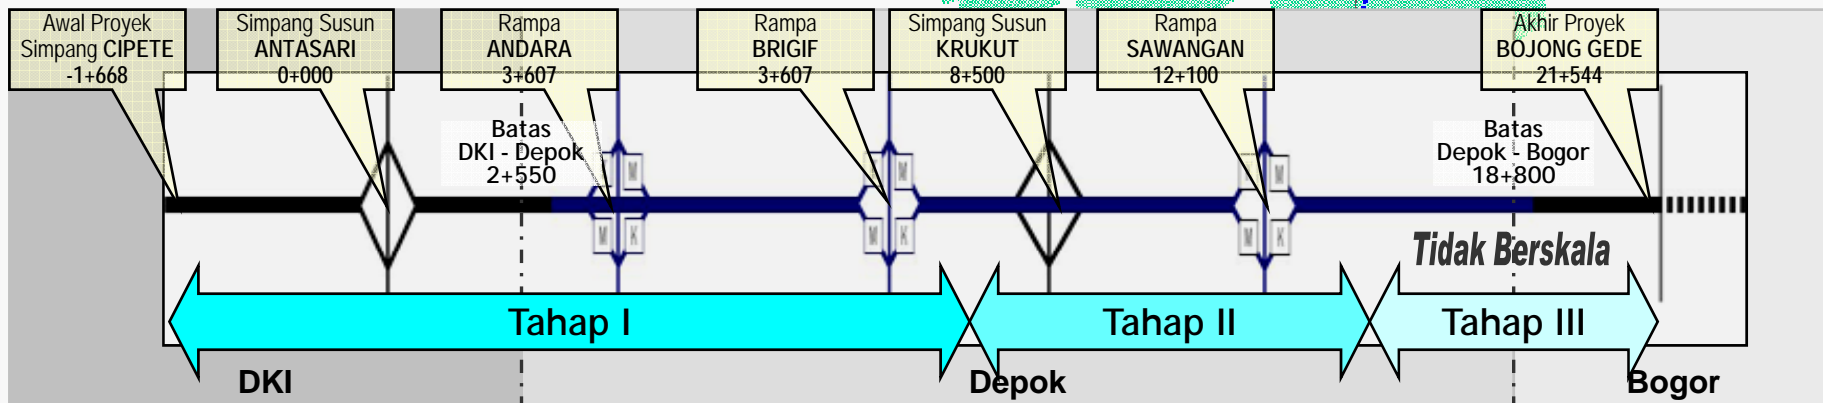 Awal Proyek
Simpang CIPETE
-1+668
Simpang Susun
ANTASARI
0+000
Rampa
ANDARA
3+607
Rampa
BRIGIF
3+607
Simpang Susun
KRUKUT
8+500
Rampa
SAWANGAN
12+100
Akhir Proyek
BOJONG GEDE
21+544
Batas
DKI - Depok
2+550
Batas
Depok - Bogor
18+800
M
M
K
M
M
K
M
M
K
Tidak Berskala
Tahap I
Tahap II
Tahap III
DKI
Depok
Bogor